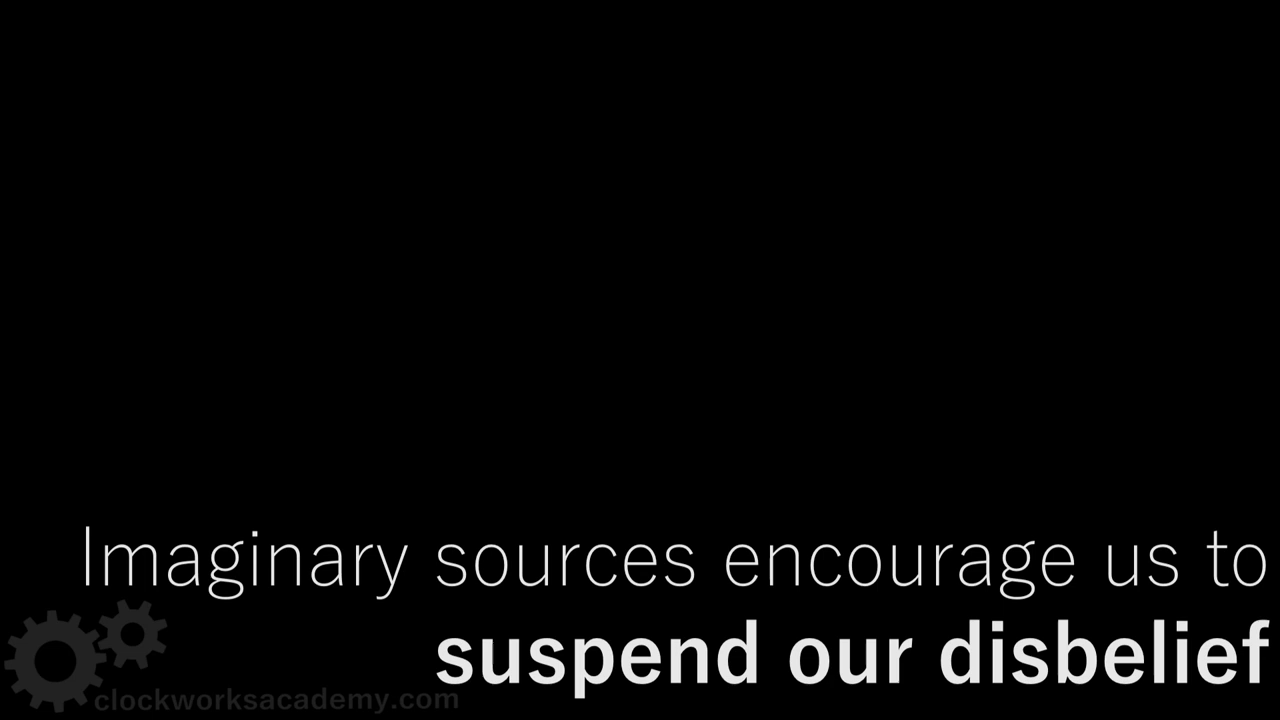 Imaginary sources encourage us to
suspend our disbelief
clockworksacademy.com